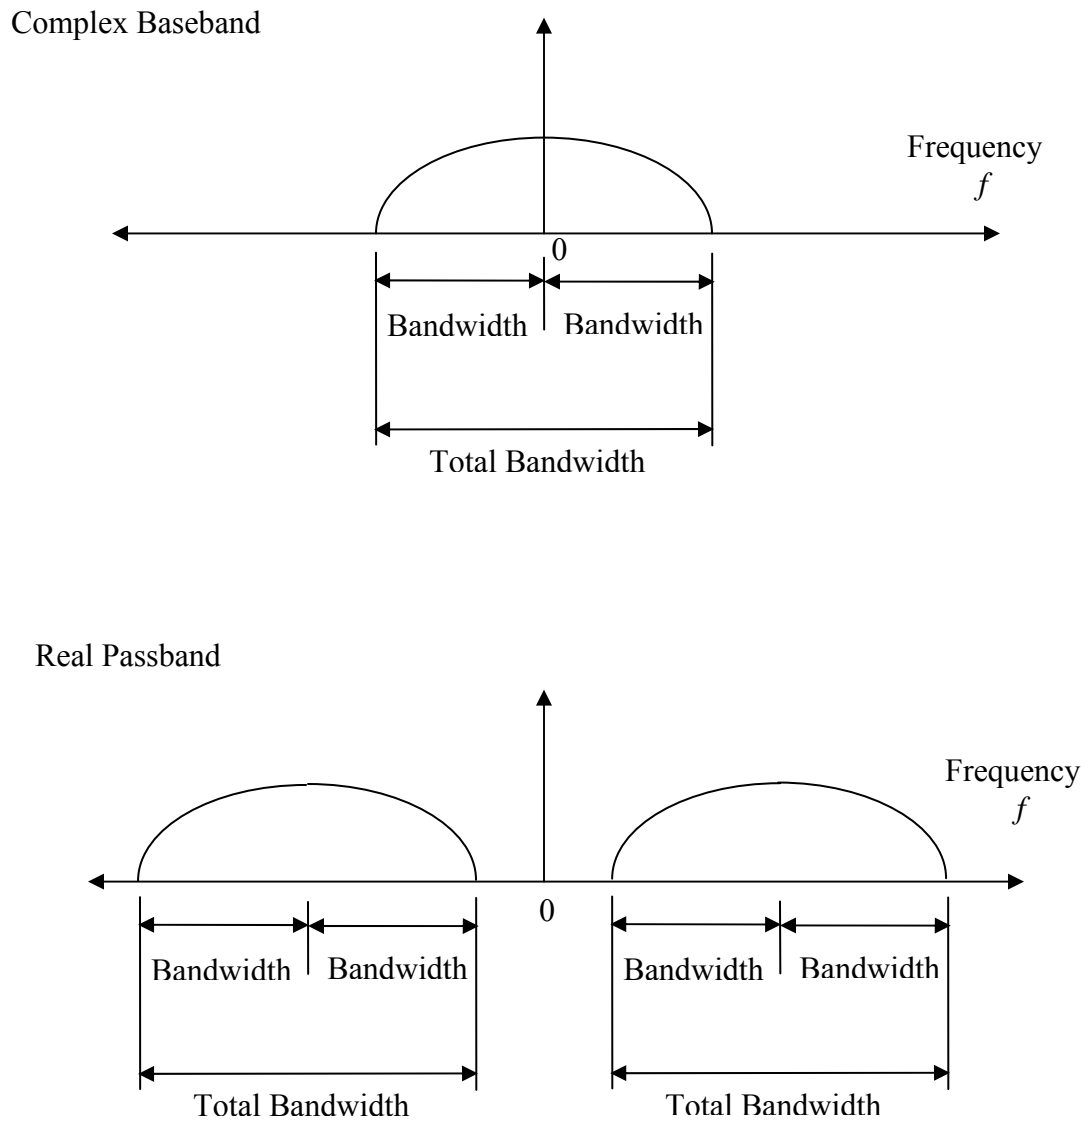 Complex Baseband
Frequency
f
0
Bandwidth Bandwidth
Total Bandwidth
Real Passband
Frequency
f
0
Bandwidth Bandwidth Bandwidth Bandwidth
Total Bandwidth Total Bandwidth